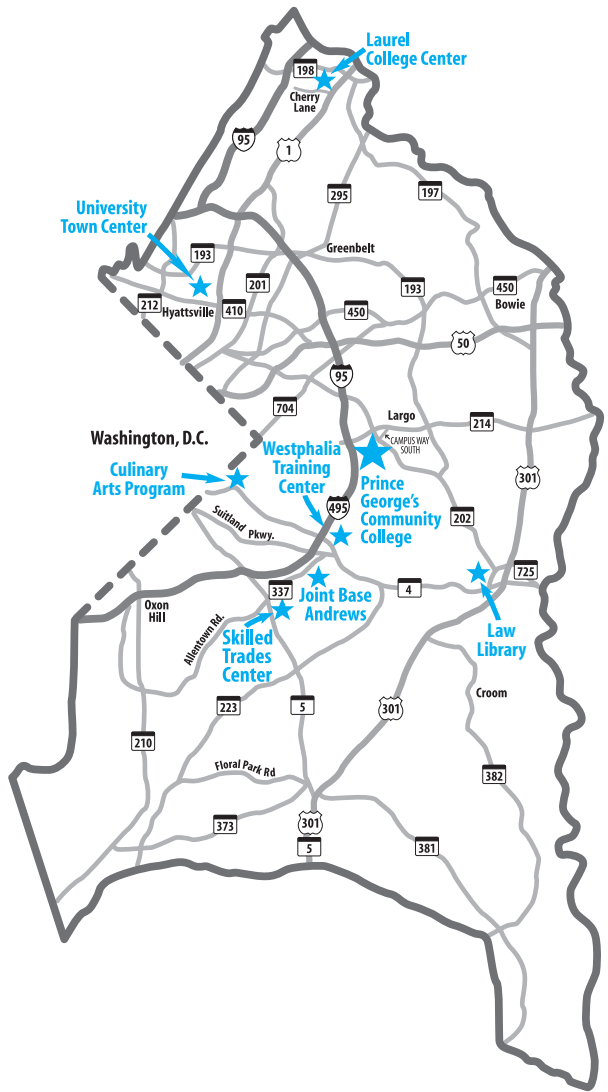 Laurel
College Center
198
Cherry
Lane
95
1
197
295
University
Town Center
193
Greenbelt
201
193
450
Bowie
212
Hyattsville
410
450
50
95
704
Largo
214
CAMPUS WAY
SOUTH
Washington, D.C.
Culinary
Arts Program
Westphalia
Training
Center
Prince
George's
Community
College
301
495
202
Suitland
Pkwy.
725
Oxon
Hill
337
Joint Base
Andrews
4
Law
Library
Allentown Rd.
Skilled
Trades
Center
223
5
301
Croom
210
Floral Park Rd
382
373
301
5
381